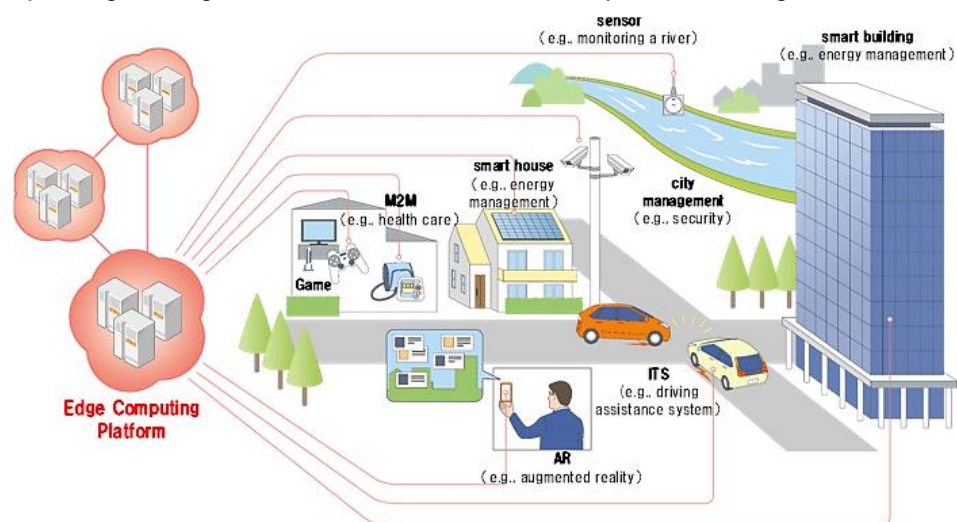 sensor
(e.g., monitoring a river)
smart building
(e.g., energy management)
smart house
(e.g., energy
management)
city
management
(e.g., security)
M2M
(e.g., health care)
Game
Edge Computing
Platform
ITS
(e.g., driving
assistance system)
AR
(e.g., augmented reality)